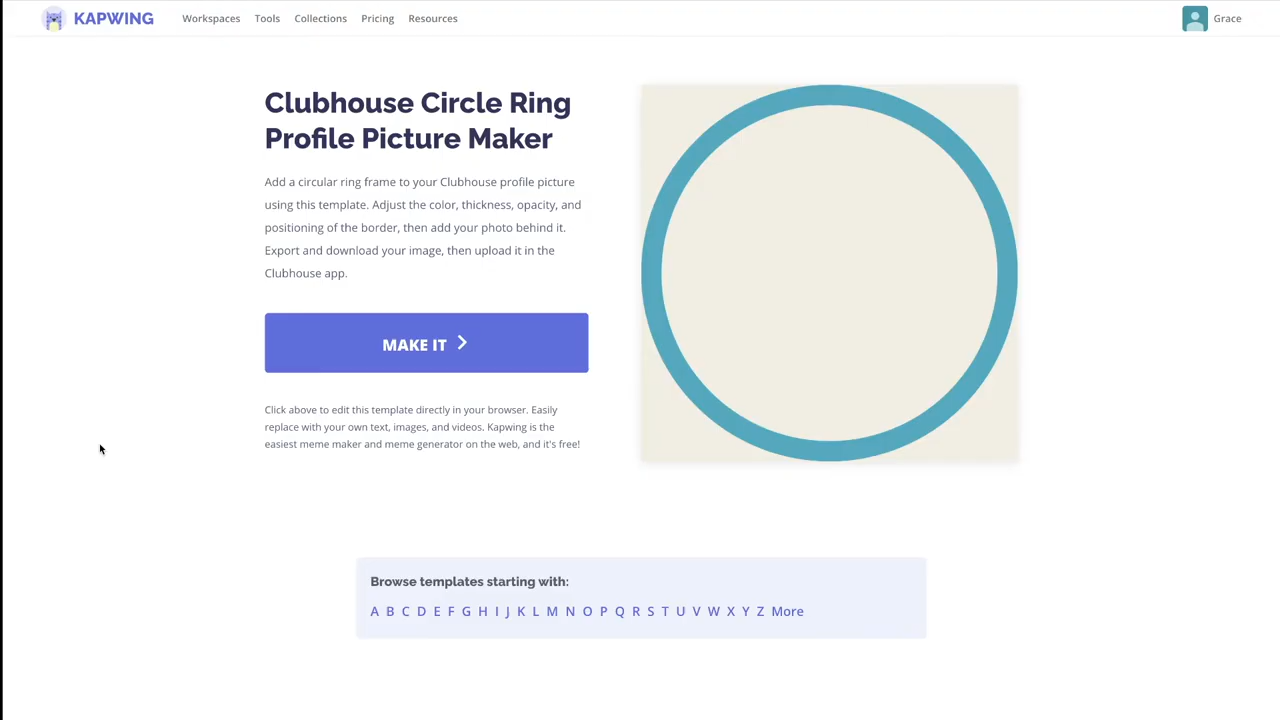 KAPWING Workspaces Tools Collections Pricing Resources Grace
Clubhouse Circle Ring
Profile Picture Maker
Add a circular ring frame to your Clubhouse profile picture
using this template. Adjust the color, thickness, opacity, and
positioning of the border, then add your photo behind it.
Export and download your image, then upload it in the
Clubhouse app.
MAKE IT
Click above to edit this template directly in your browser. Easily
replace with your own text, images, and videos. Kapwing is the
easiest meme maker and meme generator on the web, and it's free!
Browse templates starting with:
A B C D E F G H I J K L M N O P Q R S T U V W X Y Z More